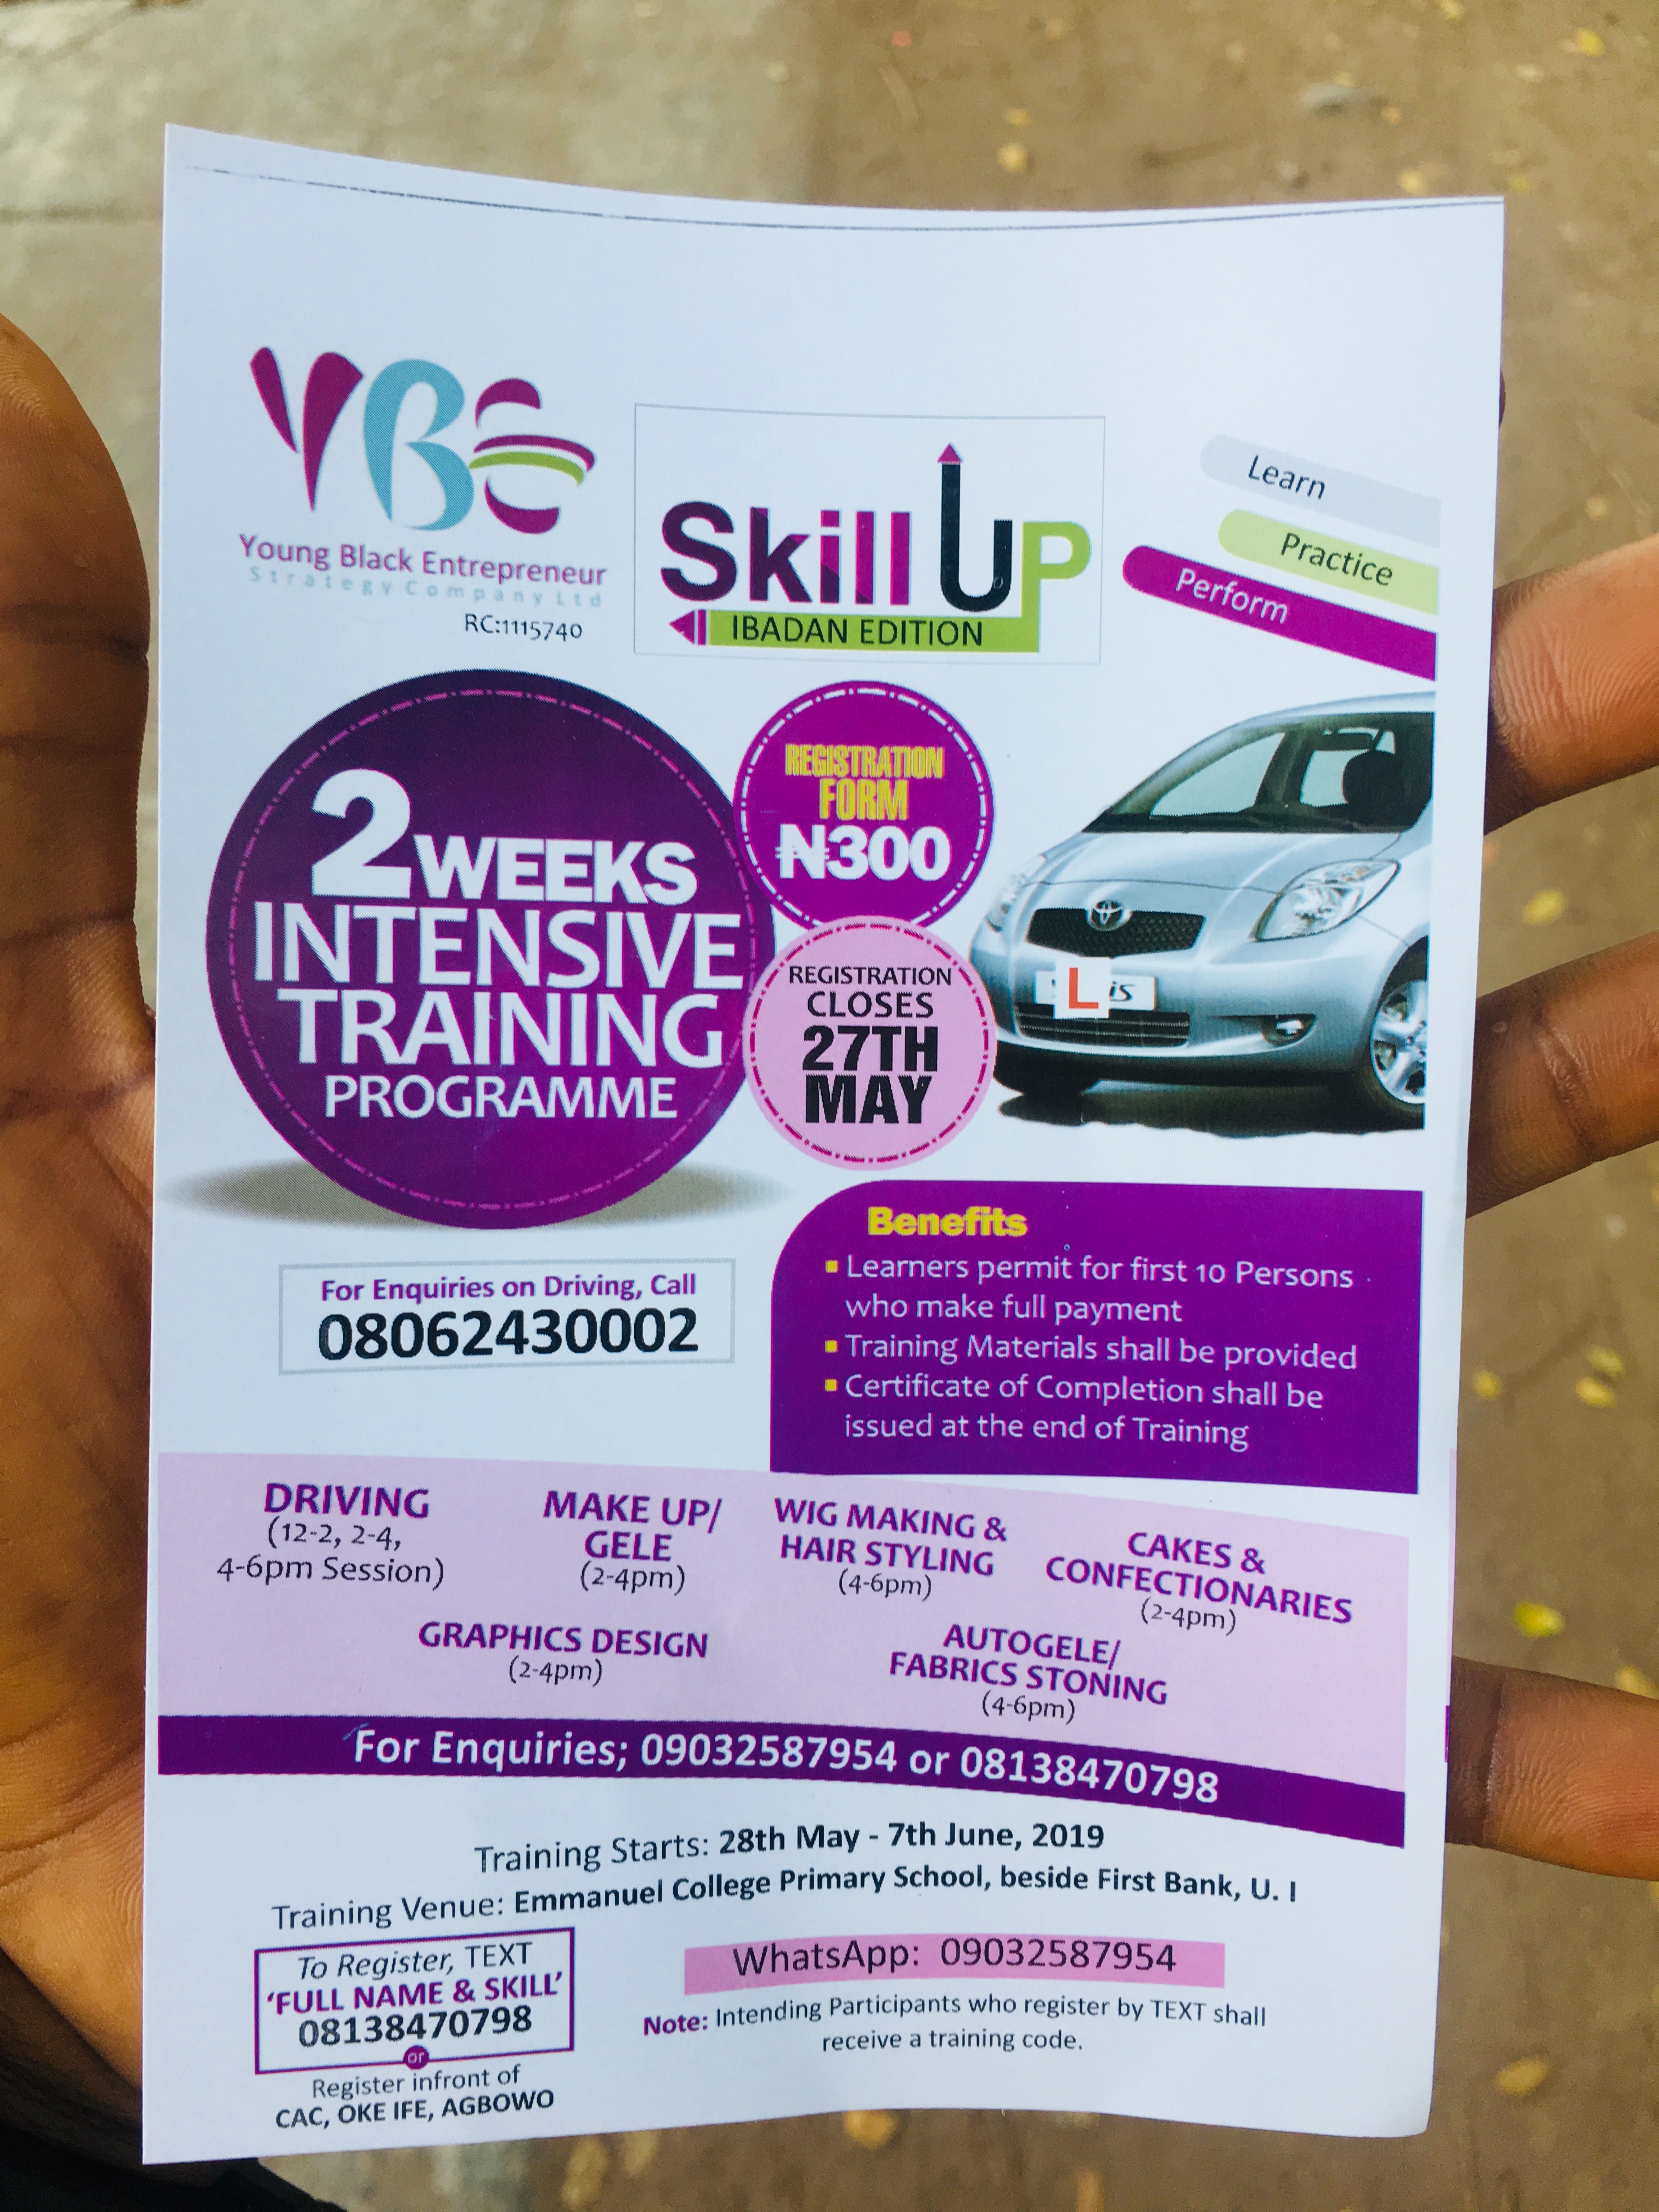 YBE
Young Black Entrepreneur
Strategy Company Ltd
RC:1115740
Skill UP
IBADAN EDITION
Learn
Practice
Perform
2 WEEKS
INTENSIVE
TRAINING
PROGRAMME
REGISTRATION
FORM
₦300
REGISTRATION
CLOSES
27TH
MAY
L
is
Benefits
▪ Learners permit for first 10 Persons
who make full payment
▪ Training Materials shall be provided
▪ Certificate of Completion shall be
issued at the end of Training
For Enquiries on Driving, Call
08062430002
DRIVING
(12-2, 2-4,
4-6pm Session)
MAKE UP/
GELE
(2-4pm)
WIG MAKING &
HAIR STYLING
(4-6pm)
CAKES &
CONFECTIONARIES
(2-4pm)
GRAPHICS DESIGN
(2-4pm)
AUTOGELE/
FABRICS STONING
(4-6pm)
For Enquiries; 09032587954 or 08138470798
Training Starts: 28th May - 7th June, 2019
Training Venue: Emmanuel College Primary School, beside First Bank, U. I
To Register, TEXT
'FULL NAME & SKILL'
08138470798
or
Register infront of
CAC, OKE IFE, AGBOWO
WhatsApp: 09032587954
Note: Intending Participants who register by TEXT shall
receive a training code.